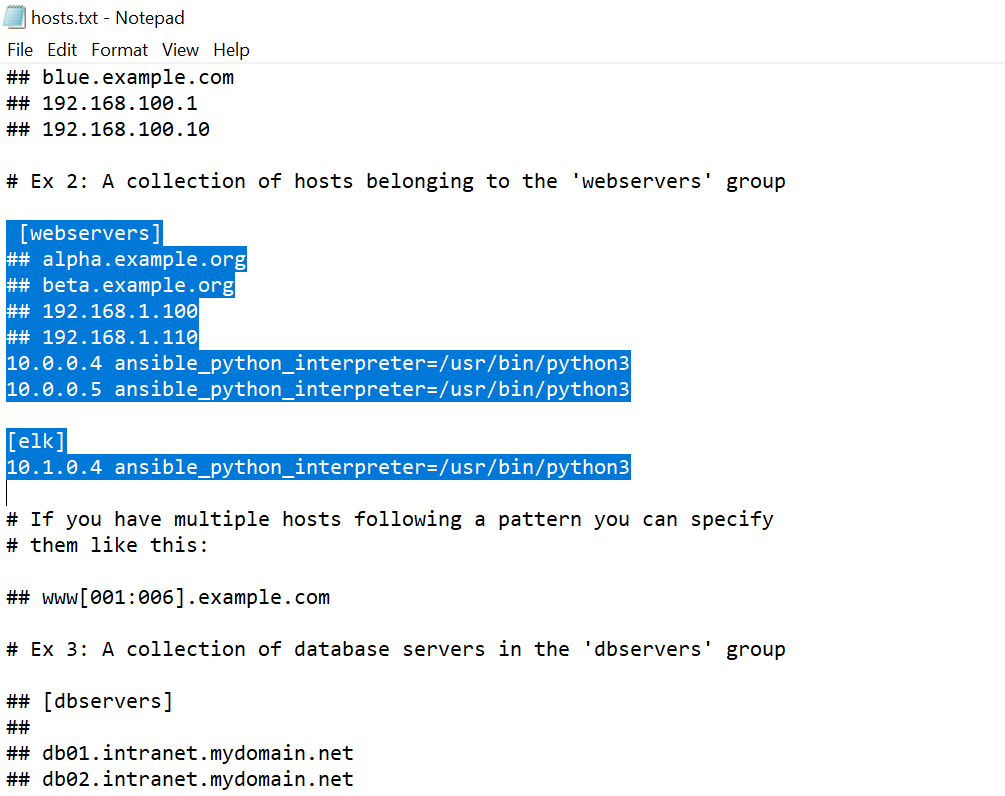 hosts.txt - Notepad
File Edit Format View Help
## blue.example.com
## 192.168.100.1
## 192.168.100.10
# Ex 2: A collection of hosts belonging to the 'webservers' group
[webservers]
## alpha.example.org
## beta.example.org
## 192.168.1.100
## 192.168.1.110
10.0.0.4 ansible_python_interpreter=/usr/bin/python3
10.0.0.5 ansible_python_interpreter=/usr/bin/python3
[elk]
10.1.0.4 ansible_python_interpreter=/usr/bin/python3
# If you have multiple hosts following a pattern you can specify
# them like this:
## www[001:006].example.com
# Ex 3: A collection of database servers in the 'dbservers' group
## [dbservers]
##
## db01.intranet.mydomain.net
## db02.intranet.mydomain.net